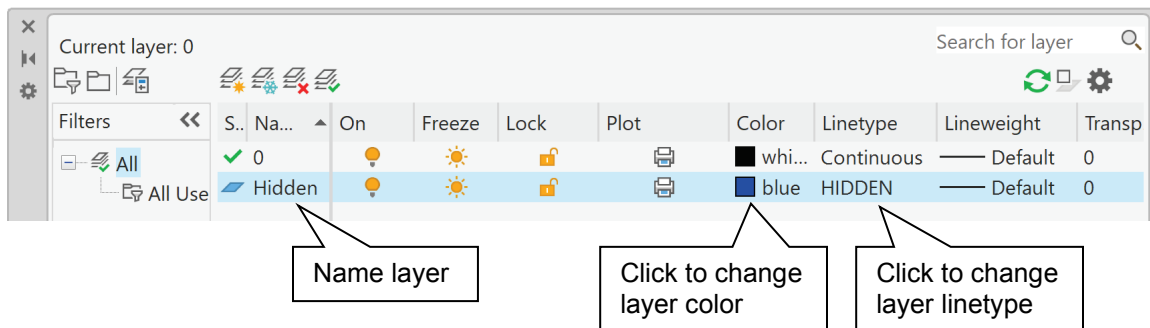 Current layer: 0
Search for layer
Filters
S.. Na... On Freeze Lock Plot Color Linetype Lineweight Transp
All
0 whi... Continuous Default 0
All Use
Hidden blue HIDDEN Default 0
Name layer
Click to change
layer color
Click to change
layer linetype